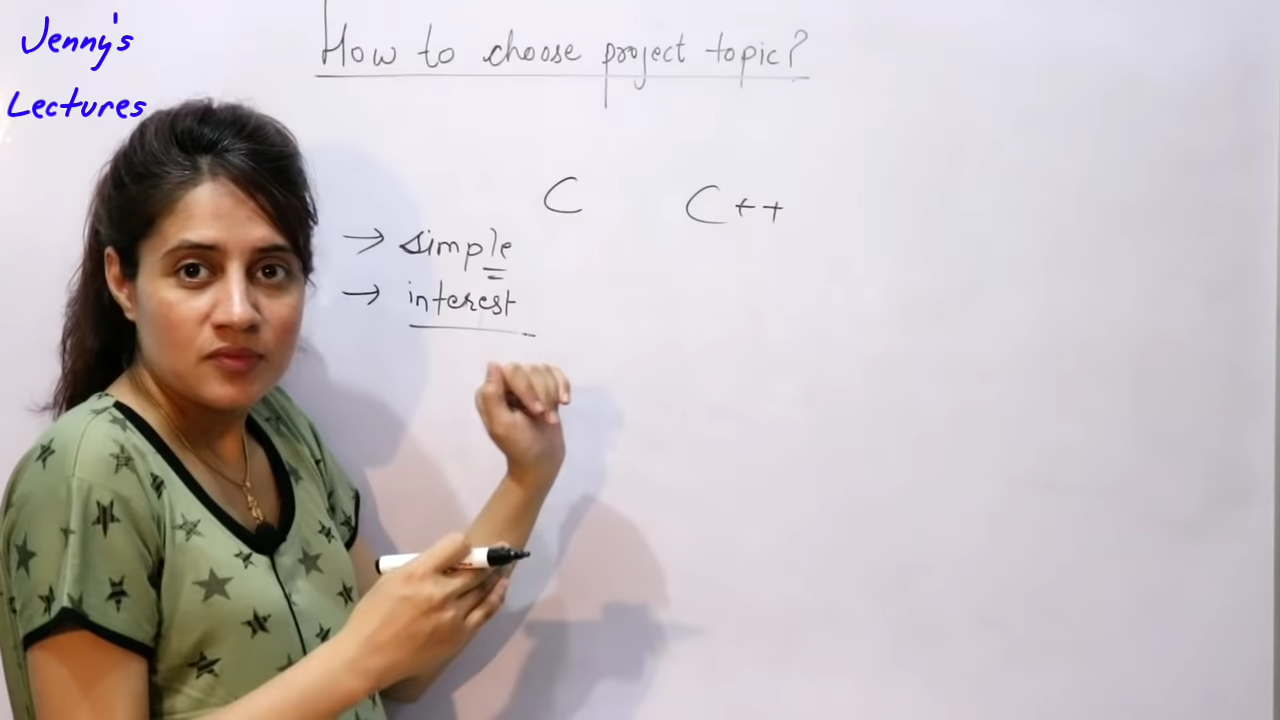 Jenny's
Lectures
How to choose project topic?
C C++
→ simple
→ interest